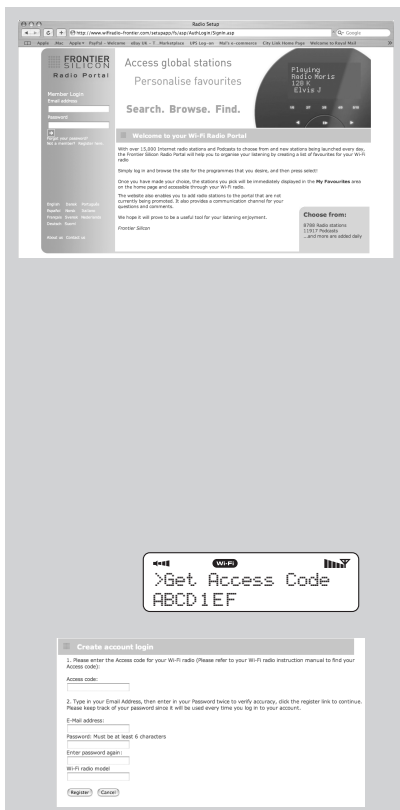 Radio Setup
http://www.wifiradio-frontier.com/setupapp/fs/asp/AuthLogin/SignIn.asp
Google
Apple .Mac Apple PayPal - Welcome eBay UK - T Marketplace UPS Log-in: Mail's e-commerce City Link Home Page Welcome to Royal Mail
FRONTIER
SILICON
Radio Portal
Access global stations
Personalise favourites
Search. Browse. Find.
Playing
Radio Moris
128 K
Elvis J
Member Login
Email address
Password
Forgot your password?
Not a member? Register here.
Welcome to your Wi-Fi Radio Portal
With over 15,000 Internet radio stations and Podcasts to choose from and new stations being launched every day,
the Frontier Silicon Radio Portal will help you to organise your listening by creating a list of favourites for your Wi-Fi
radio
Simply log in and browse the site for the programmes that you desire, and then press select!
Once you have made your choice, the stations you pick will be immediately displayed in the My Favourites area
on the home page and accessible through your Wi-Fi radio.
The website also enables you to add radio stations to the portal that are not
currently being promoted. It also provides a communication channel for your
questions and comments.
We hope it will prove to be a useful tool for your listening enjoyment.
Frontier Silicon
English Dansk Português
Español Norsk Svenska
Français
Deutsch Suomi
About us Contact us
Choose from:
8788 Radio stations
11917 Podcasts
...and more are added daily
Wi-Fi
>Get Access Code
ABCD1EF
Create account login
1. Please enter the Access code for your Wi-Fi radio (Please refer to your Wi-Fi radio instruction manual to find your
Access code):
Access code:
2. Type in your Email Address, then enter in your Password twice to verify accuracy, click the register link to continue.
Please keep track of your password since it will be used every time you log in to your account.
E-Mail address:
Password: Must be at least 6 characters
Enter password again:
Wi-Fi radio model
Register Cancel